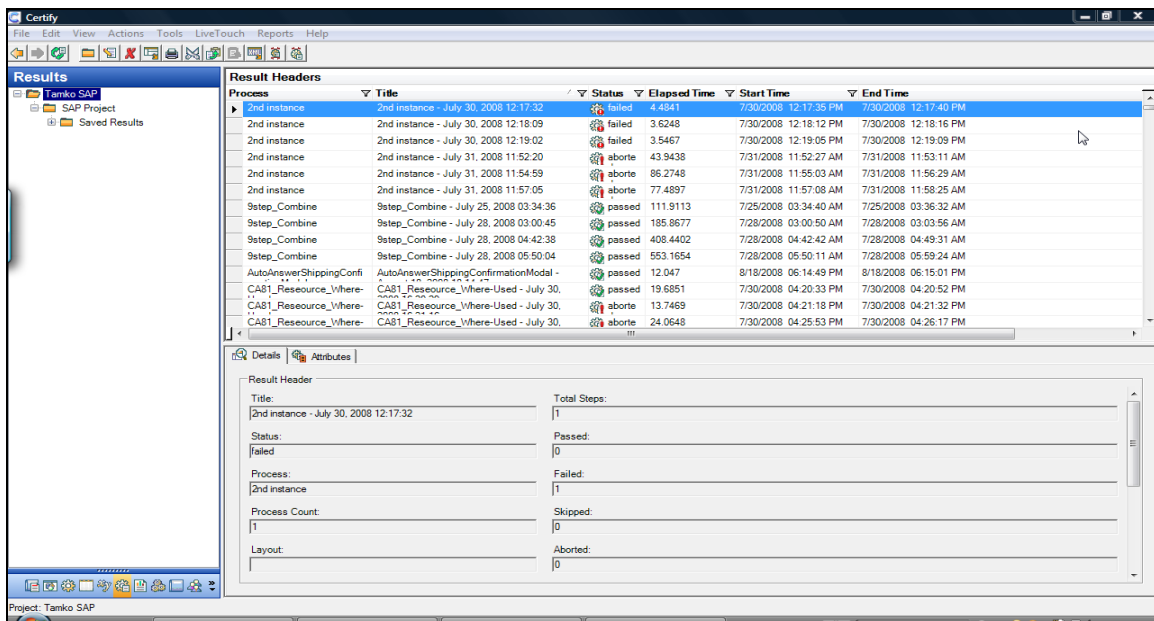 Certify
File Edit View Actions Tools LiveTouch Reports Help
Results
Tamko SAP
SAP Project
Saved Results
Result Headers
Process Title Status Elapsed Time Start Time End Time
2nd instance 2nd instance - July 30, 2008 12:17:32 failed 4.4841 7/30/2008 12:17:35 PM 7/30/2008 12:17:40 PM
2nd instance 2nd instance - July 30, 2008 12:18:09 failed 3.6248 7/30/2008 12:18:12 PM 7/30/2008 12:18:16 PM
2nd instance 2nd instance - July 30, 2008 12:19:02 failed 3.5467 7/30/2008 12:19:05 PM 7/30/2008 12:19:09 PM
2nd instance 2nd instance - July 31, 2008 11:52:20 aborte 43.9438 7/31/2008 11:52:27 AM 7/31/2008 11:53:11 AM
2nd instance 2nd instance - July 31, 2008 11:54:59 aborte 86.2748 7/31/2008 11:55:03 AM 7/31/2008 11:56:29 AM
2nd instance 2nd instance - July 31, 2008 11:57:05 aborte 77.4897 7/31/2008 11:57:08 AM 7/31/2008 11:58:25 AM
9step_Combine 9step_Combine - July 25, 2008 03:34:36 passed 111.9113 7/25/2008 03:34:40 AM 7/25/2008 03:36:32 AM
9step_Combine 9step_Combine - July 28, 2008 03:00:45 passed 185.8677 7/28/2008 03:00:50 AM 7/28/2008 03:03:56 AM
9step_Combine 9step_Combine - July 28, 2008 04:42:38 passed 408.4402 7/28/2008 04:42:42 AM 7/28/2008 04:49:31 AM
9step_Combine 9step_Combine - July 28, 2008 05:50:04 passed 553.1654 7/28/2008 05:50:11 AM 7/28/2008 05:59:24 AM
AutoAnswerShippingConfi AutoAnswerShippingConfirmationModal - passed 12.047 8/18/2008 06:14:49 PM 8/18/2008 06:15:01 PM
CA81_Reseource_Where- CA81_Reseource_Where-Used - July 30, passed 19.6851 7/30/2008 04:20:33 PM 7/30/2008 04:20:52 PM
CA81_Reseource_Where- CA81_Reseource_Where-Used - July 30, aborte 13.7469 7/30/2008 04:21:18 PM 7/30/2008 04:21:32 PM
CA81_Reseource_Where- CA81_Reseource_Where-Used - July 30, aborte 24.0648 7/30/2008 04:25:53 PM 7/30/2008 04:26:17 PM
Details Attributes
Result Header
Title: Total Steps:
2nd instance - July 30, 2008 12:17:32 1
Status: Passed:
failed 0
Process: Failed:
2nd instance 1
Process Count: Skipped:
1 0
Layout: Aborted:
0
Project: Tamko SAP